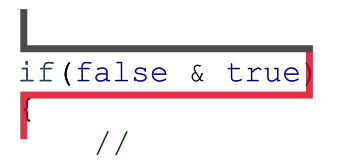 if(false & true)
{
//